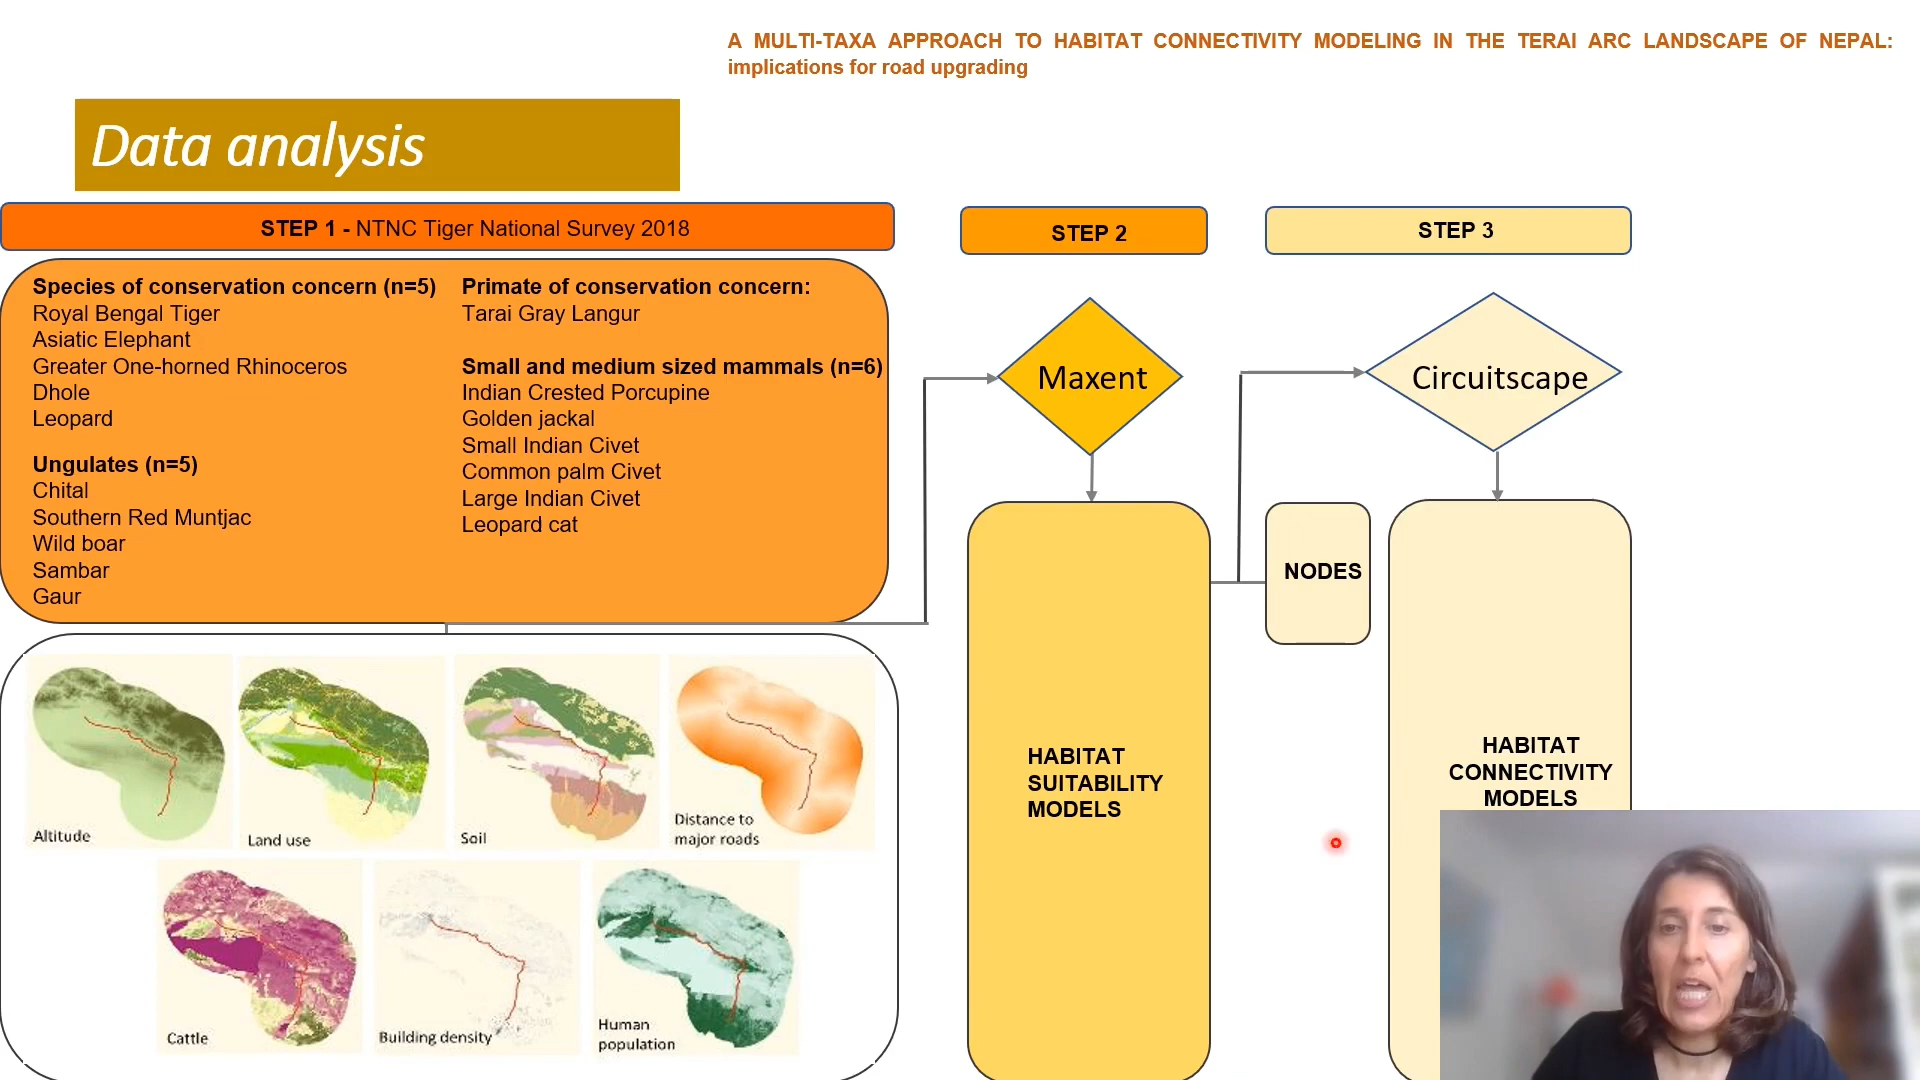 A MULTI-TAXA APPROACH TO HABITAT CONNECTIVITY MODELING IN THE TERAI ARC LANDSCAPE OF NEPAL:
implications for road upgrading
Data analysis
STEP 1 - NTNC Tiger National Survey 2018
Species of conservation concern (n=5)
Royal Bengal Tiger
Asiatic Elephant
Greater One-horned Rhinoceros
Dhole
Leopard
Ungulates (n=5)
Chital
Southern Red Muntjac
Wild boar
Sambar
Gaur
Primate of conservation concern:
Tarai Gray Langur
Small and medium sized mammals (n=6)
Indian Crested Porcupine
Golden jackal
Small Indian Civet
Common palm Civet
Large Indian Civet
Leopard cat
Altitude
Land use
Soil
Distance to
major roads
Cattle
Building density
Human
population
STEP 2
Maxent
HABITAT
SUITABILITY
MODELS
STEP 3
Circuitscape
NODES
HABITAT
CONNECTIVITY
MODELS